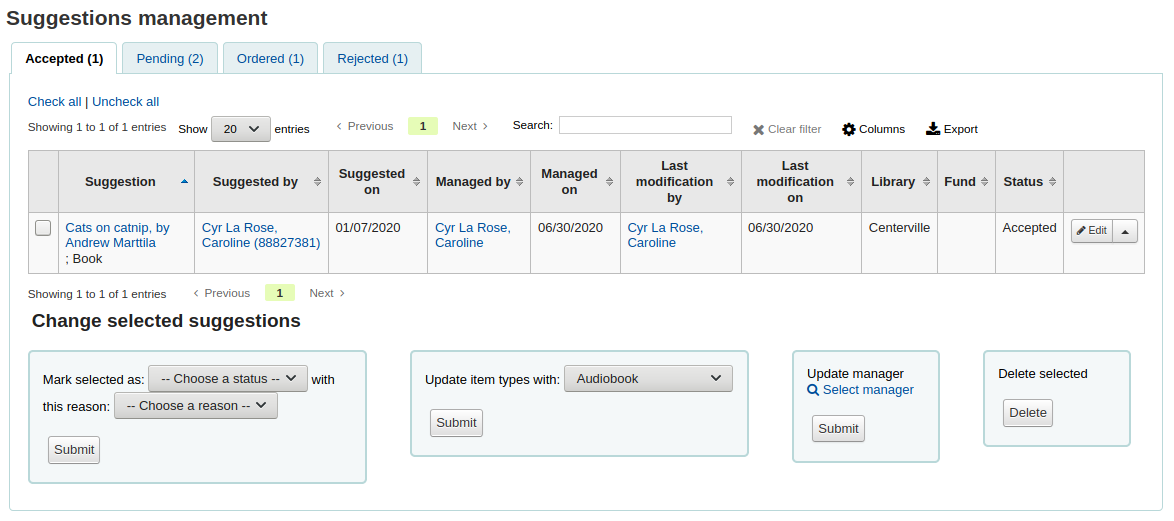 Suggestions management
Accepted (1) Pending (2) Ordered (1) Rejected (1)
Check all | Uncheck all
Showing 1 to 1 of 1 entries Show 20 entries Previous 1 Next Search: Clear filter Columns Export
Suggestion Suggested by Suggested on Managed by Managed on Last modification by Last modification on Library Fund Status
Cats on catnip, by Cyr La Rose, 01/07/2020 Cyr La Rose, 06/30/2020 Cyr La Rose, 06/30/2020 Centerville Accepted Edit
Andrew Marttila Caroline (88827381) Caroline Caroline
; Book
Showing 1 to 1 of 1 entries Previous 1 Next
Change selected suggestions
Mark selected as: -- Choose a status -- with
this reason: -- Choose a reason --
Submit
Update item types with: Audiobook
Submit
Update manager
Select manager
Submit
Delete selected
Delete